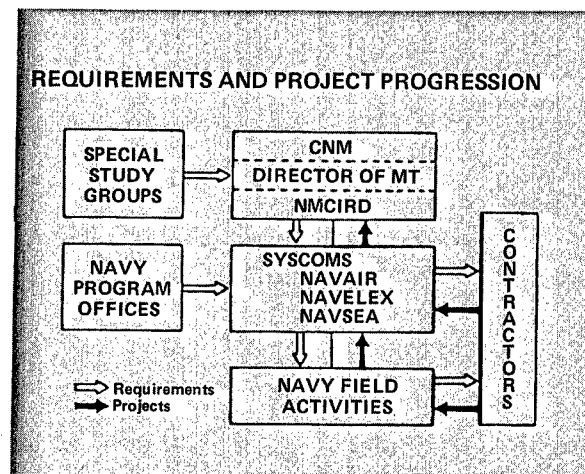 REQUIREMENTS AND PROJECT PROGRESSION
SPECIAL
STUDY
GROUPS
CNM
DIRECTOR OF MT
NMCIRD
NAVY
PROGRAM
OFFICES
SYSCOMS
NAVAIR
NAVELEX
NAVSEA
CONTRACTORS
NAVY FIELD
ACTIVITIES
Requirements
Projects